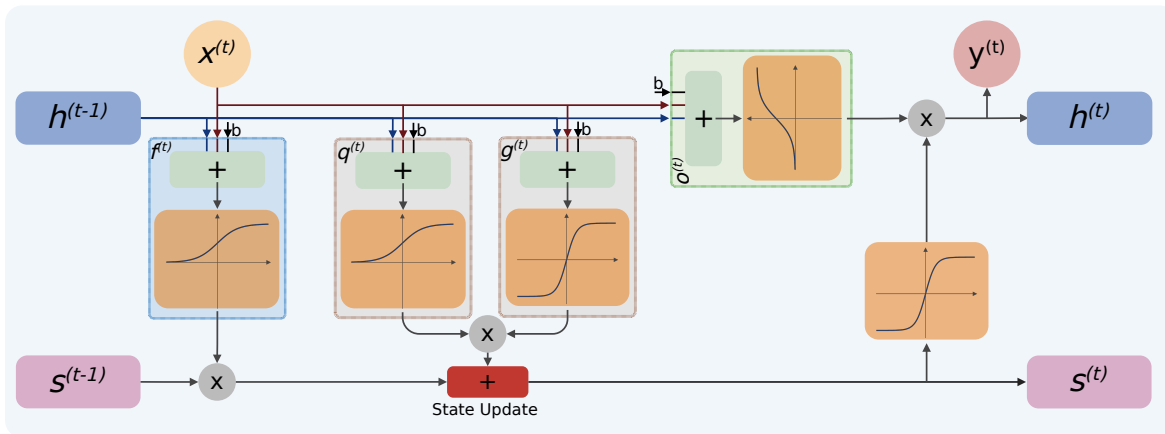 x(t)
y(t)
h(t-1)
b
h(t)
b
b
b
f(t)
q(t)
g(t)
o(t)
+
+
+
+
x
x
s(t-1)
x
+
s(t)
State Update